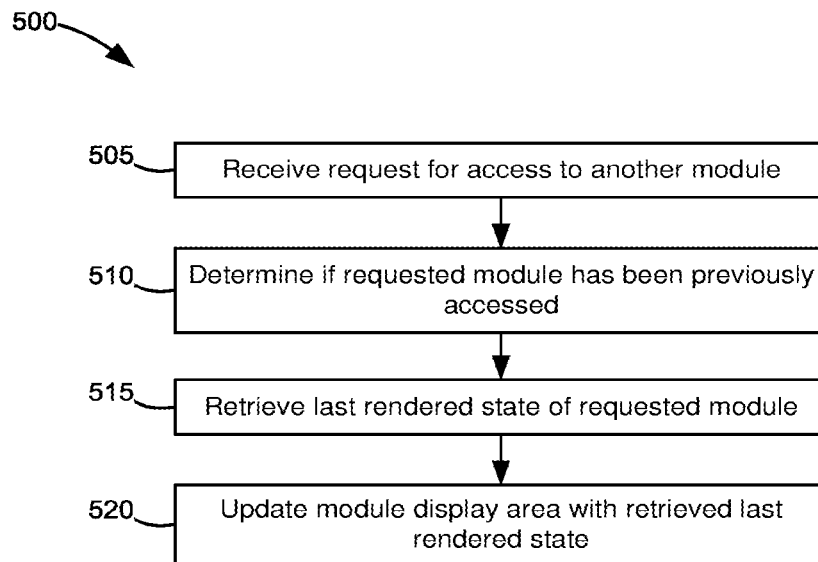 500
505
Receive request for access to another module
510
Determine if requested module has been previously
accessed
515
Retrieve last rendered state of requested module
520
Update module display area with retrieved last
rendered state